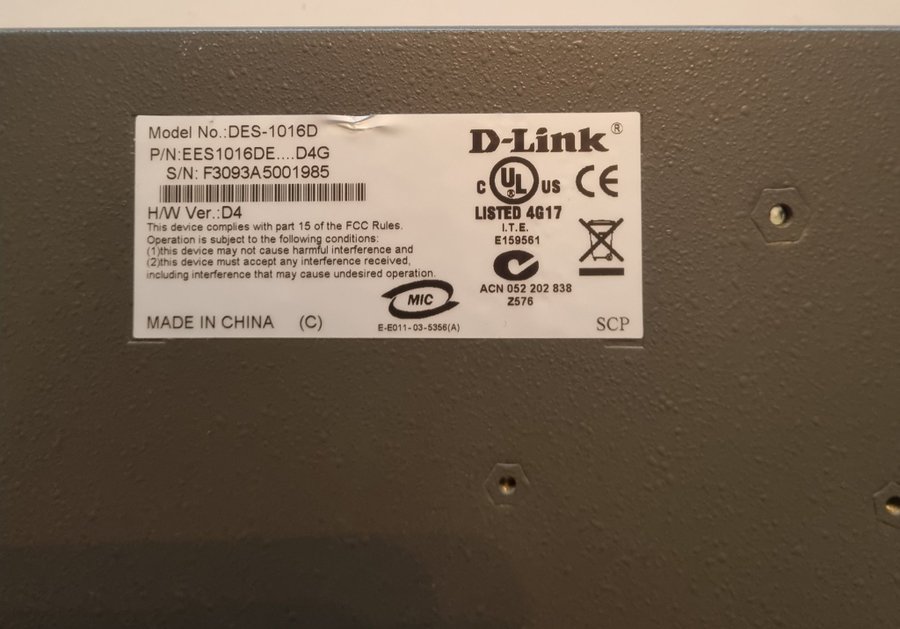 Model No.:DES-1016D
P/N:EES1016DE....D4G
S/N: F3093A5001985
H/W Ver.:D4
This device complies with part 15 of the FCC Rules.
Operation is subject to the following conditions:
(1)this device may not cause harmful interference and
(2)this device must accept any interference received,
including interference that may cause undesired operation.
MADE IN CHINA (C)
D-Link®
C UL® US CE
LISTED 4G17
I.T.E.
E159561
ACN 052 202 838
Z576
MIC
E-E011-03-5356(A)
SCP